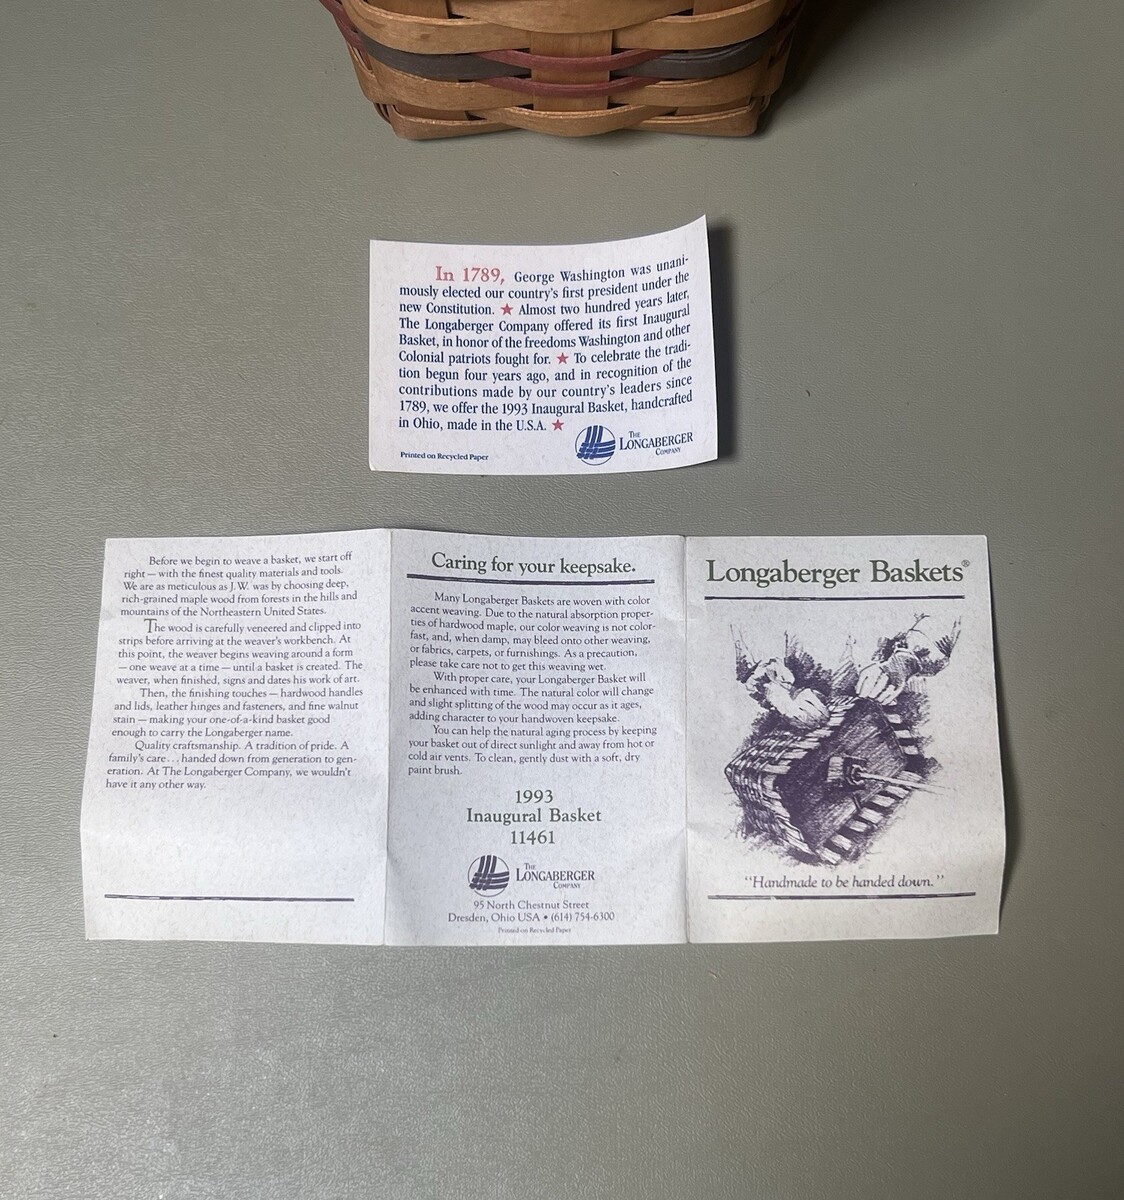 In 1789, George Washington was unani-
mously elected our country's first president under the
new Constitution. ★ Almost two hundred years later,
The Longaberger Company offered its first Inaugural
Basket, in honor of the freedoms Washington and other
Colonial patriots fought for. ★ To celebrate the tradi-
tion begun four years ago, and in recognition of the
contributions made by our country's leaders since
1789, we offer the 1993 Inaugural Basket, handcrafted
in Ohio, made in the U.S.A. ★
Printed on Recycled Paper
THE
LONGABERGER
COMPANY
Before we begin to weave a basket, we start off
right — with the finest quality materials and tools.
We are as meticulous as J.W. was by choosing deep,
rich-grained maple wood from forests in the hills and
mountains of the Northeastern United States.
The wood is carefully veneered and clipped into
strips before arriving at the weaver's workbench. At
this point, the weaver begins weaving around a form
— one weave at a time — until a basket is created. The
weaver, when finished, signs and dates his work of art.
Then, the finishing touches — hardwood handles
and lids, leather hinges and fasteners, and fine walnut
stain — making your one-of-a-kind basket good
enough to carry the Longaberger name.
Quality craftsmanship. A tradition of pride. A
family's care . . . handed down from generation to gen-
eration. At The Longaberger Company, we wouldn't
have it any other way.
Caring for your keepsake.
Many Longaberger Baskets are woven with color
accent weaving. Due to the natural absorption proper-
ties of hardwood maple, our color weaving is not color-
fast, and, when damp, may bleed onto other weaving,
or fabrics, carpets, or furnishings. As a precaution,
please take care not to get this weaving wet.
With proper care, your Longaberger Basket will
be enhanced with time. The natural color will change
and slight splitting of the wood may occur as it ages,
adding character to your handwoven keepsake.
You can help the natural aging process by keeping
your basket out of direct sunlight and away from hot or
cold air vents. To clean, gently dust with a soft, dry
paint brush.
1993
Inaugural Basket
11461
THE
LONGABERGER
COMPANY
95 North Chestnut Street
Dresden, Ohio USA • (614) 754-6300
Printed on Recycled Paper
Longaberger Baskets®
"Handmade to be handed down."